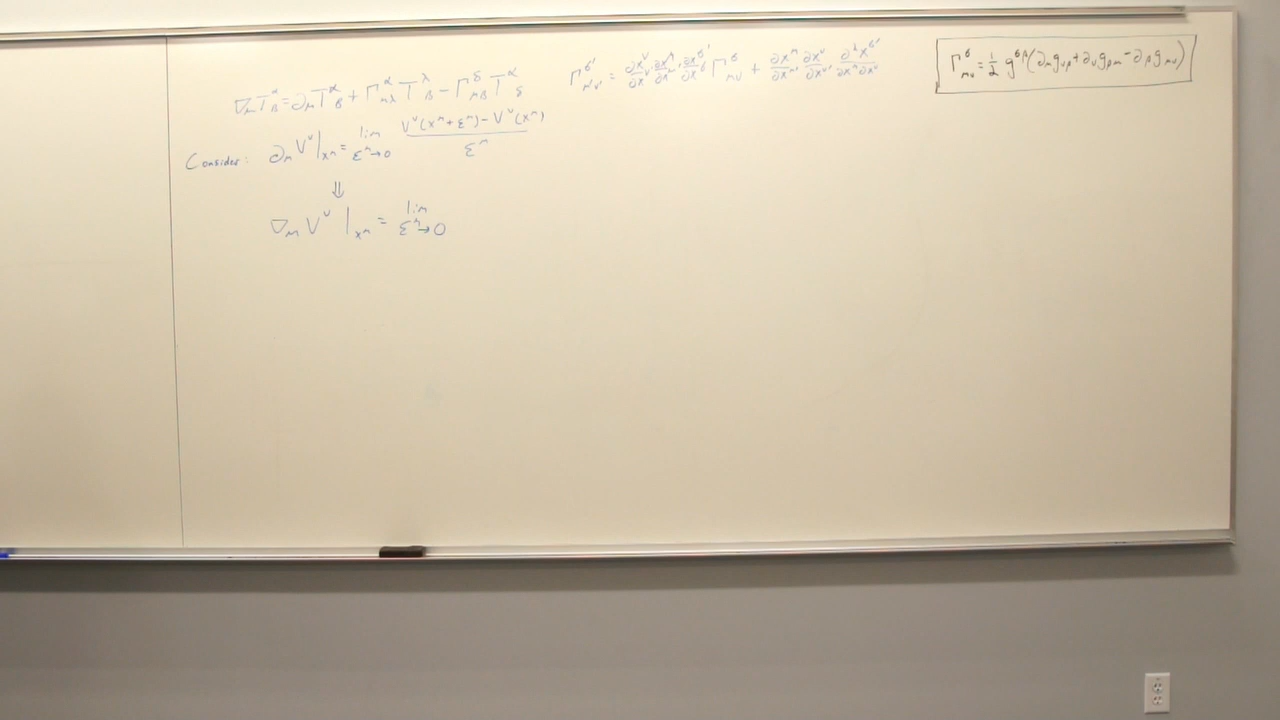 ∇_μ T^α_β = ∂_μ T^α_β + Γ^α_{μλ} T^λ_β − Γ^δ_{μβ} T^α_δ
Γ^{σ'}_{μ'ν'} = ∂x^ν/∂x^{ν'} ∂x^μ/∂x^{μ'} ∂x^{σ'}/∂x^σ Γ^σ_{μν} + ∂x^μ/∂x^{μ'} ∂x^ν/∂x^{ν'} ∂²x^{σ'}/∂x^μ∂x^ν
Γ^σ_{μν} = 1/2 g^{σρ}(∂_μ g_{νρ} + ∂_ν g_{ρμ} − ∂_ρ g_{μν})
Consider: ∂_μ V^ν |_{x^μ} = lim_{ε^μ→0} (V^ν(x^μ + ε^μ) − V^ν(x^μ))/ε^μ
⇓
∇_μ V^ν |_{x^μ} = lim_{ε^μ→0}